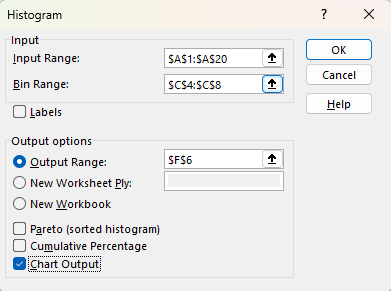 Histogram
?
Input
Input Range: $A$1:$A$20
Bin Range: $C$4:$C$8
Labels
OK
Cancel
Help
Output options
Output Range: $F$6
New Worksheet Ply:
New Workbook
Pareto (sorted histogram)
Cumulative Percentage
Chart Output